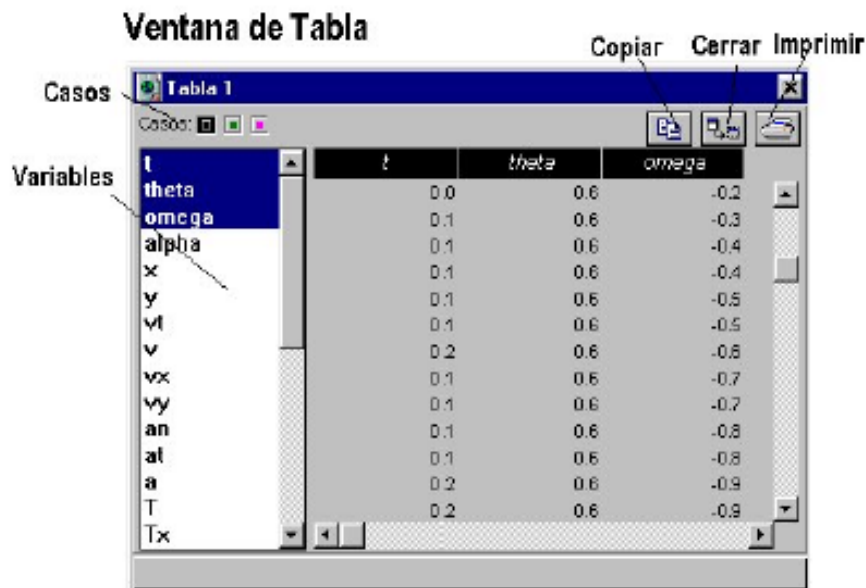 Ventana de Tabla
Copiar Cerrar Imprimir
Tabla 1
Casos
Casos:
Variables
t theta omega
t
theta
omega
alpha
x
y
vt
v
vx
vy
an
at
a
T
Tx
0.0 0.6 -0.2
0.1 0.6 -0.3
0.1 0.6 -0.4
0.1 0.6 -0.4
0.1 0.6 -0.5
0.1 0.6 -0.5
0.2 0.6 -0.6
0.1 0.6 -0.7
0.1 0.6 -0.7
0.1 0.6 -0.8
0.1 0.6 -0.8
0.2 0.6 -0.9
0.2 0.6 -0.9